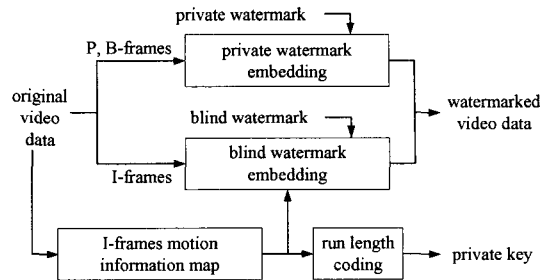 private watermark
P, B-frames
private watermark
embedding
original
video
data
watermarked
video data
blind watermark
blind watermark
embedding
I-frames
I-frames motion
information map
run length
coding
private key